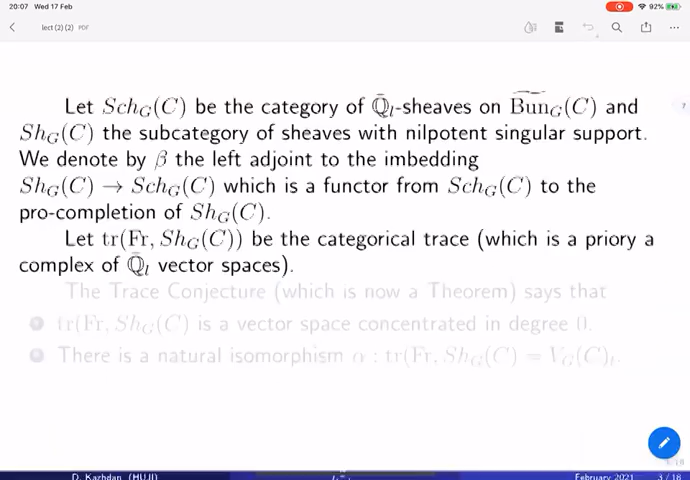 20:07 Wed 17 Feb
92%
lect (2) (2) PDF
Let Sch_G(C) be the category of Q̄_l-sheaves on Bun_G(C) and
Sh_G(C) the subcategory of sheaves with nilpotent singular support.
We denote by β the left adjoint to the imbedding
Sh_G(C) → Sch_G(C) which is a functor from Sch_G(C) to the
pro-completion of Sh_G(C).
Let tr(Fr, Sh_G(C)) be the categorical trace (which is a priory a
complex of Q̄_l vector spaces).
The Trace Conjecture (which is now a Theorem) says that
tr(Fr, Sh_G(C) is a vector space concentrated in degree 0.
There is a natural isomorphism α : tr(Fr, Sh_G(C) = V_G(C)_l.
D. Kazhdan (HUJI)
February 2021
3 / 18